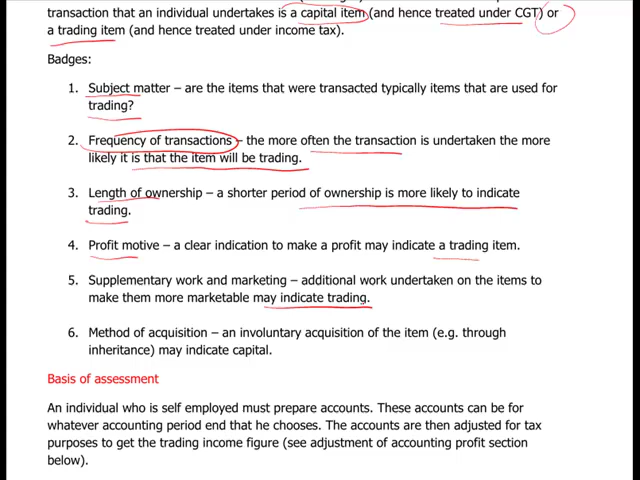 transaction that an individual undertakes is a capital item (and hence treated under CGT) or
a trading item (and hence treated under income tax).
Badges:
1. Subject matter – are the items that were transacted typically items that are used for
trading?
2. Frequency of transactions – the more often the transaction is undertaken the more
likely it is that the item will be trading.
3. Length of ownership – a shorter period of ownership is more likely to indicate
trading.
4. Profit motive – a clear indication to make a profit may indicate a trading item.
5. Supplementary work and marketing – additional work undertaken on the items to
make them more marketable may indicate trading.
6. Method of acquisition – an involuntary acquisition of the item (e.g. through
inheritance) may indicate capital.
Basis of assessment
An individual who is self employed must prepare accounts. These accounts can be for
whatever accounting period end that he chooses. The accounts are then adjusted for tax
purposes to get the trading income figure (see adjustment of accounting profit section
below).